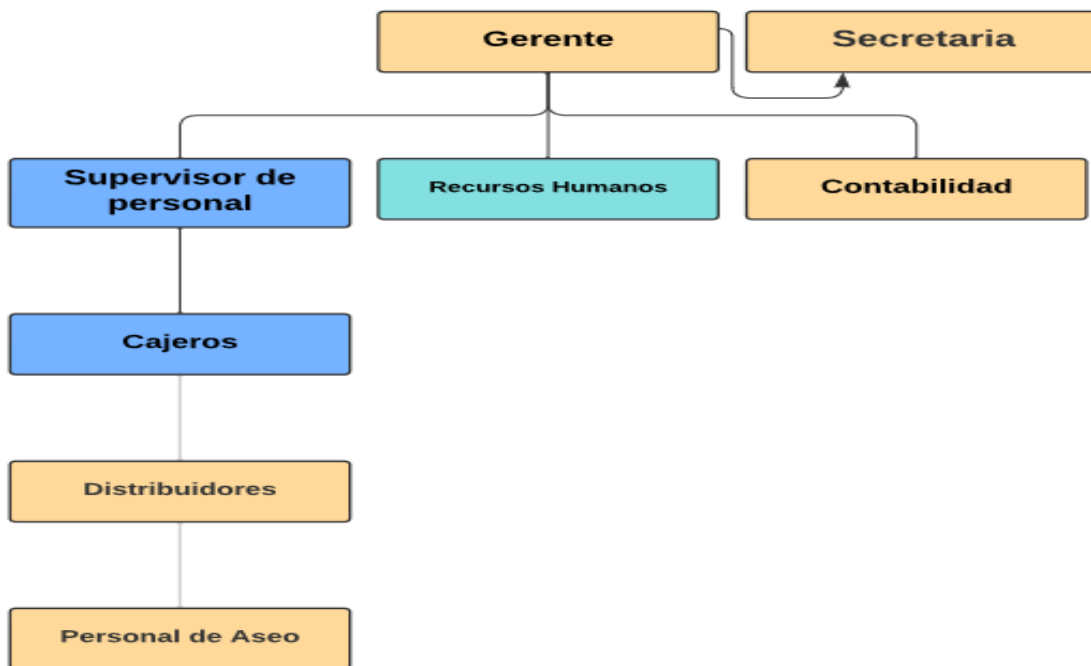 Gerente
Secretaria
Supervisor de
personal
Recursos Humanos
Contabilidad
Cajeros
Distribuidores
Personal de Aseo